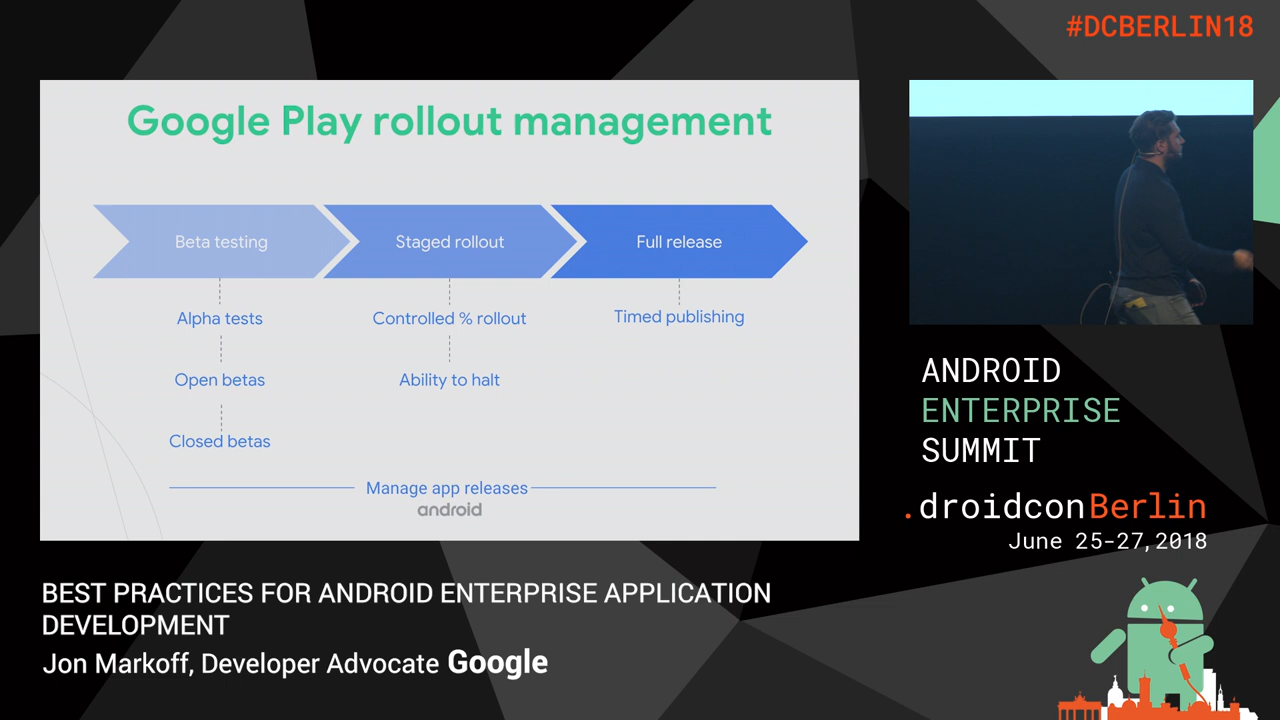 #DCBERLIN18
Google Play rollout management
Beta testing
Staged rollout
Full release
Alpha tests
Controlled % rollout
Timed publishing
Open betas
Ability to halt
Closed betas
Manage app releases
android
ANDROID
ENTERPRISE
SUMMIT
.droidconBerlin
June 25-27, 2018
BEST PRACTICES FOR ANDROID ENTERPRISE APPLICATION
DEVELOPMENT
Jon Markoff, Developer Advocate Google